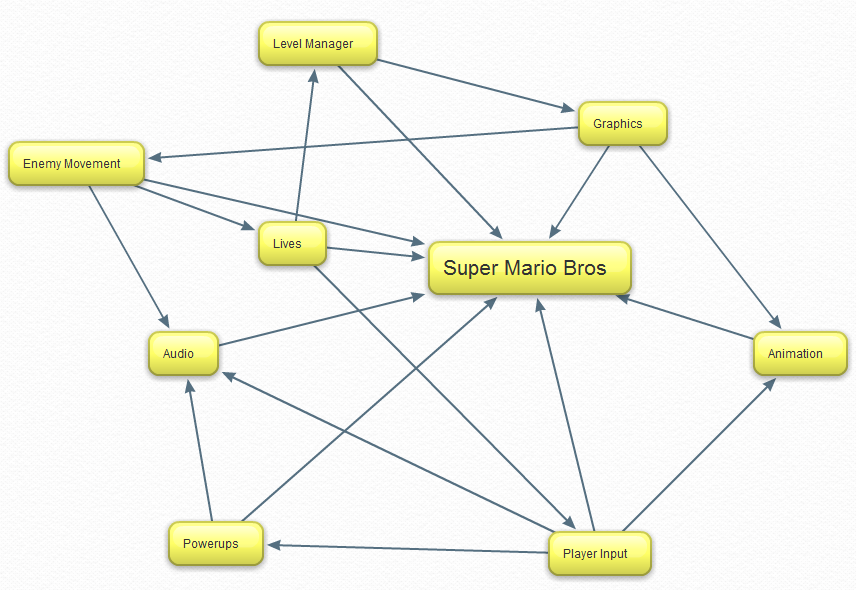 Level Manager
Graphics
Enemy Movement
Lives
Super Mario Bros
Audio
Animation
Powerups
Player Input